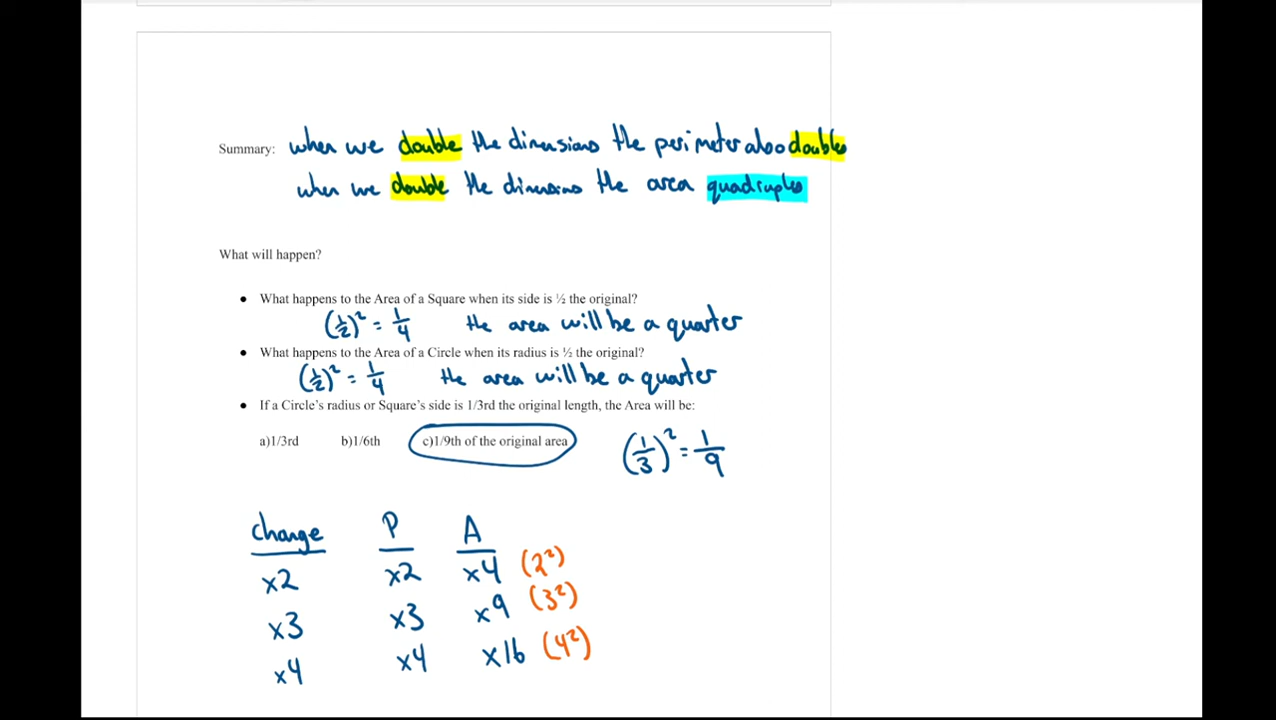 Summary: when we double the dimensions the perimeter also doubles
when we double the dimensions the area quadruples
What will happen?
• What happens to the Area of a Square when its side is ½ the original?
(1/2)² = 1/4 the area will be a quarter
• What happens to the Area of a Circle when its radius is ½ the original?
(1/2)² = 1/4 the area will be a quarter
• If a Circle's radius or Square's side is 1/3rd the original length, the Area will be:
a)1/3rd b)1/6th c)1/9th of the original area (1/3)² = 1/9
change P A
x2 x2 x4 (2²)
x3 x3 x9 (3²)
x4 x4 x16 (4²)